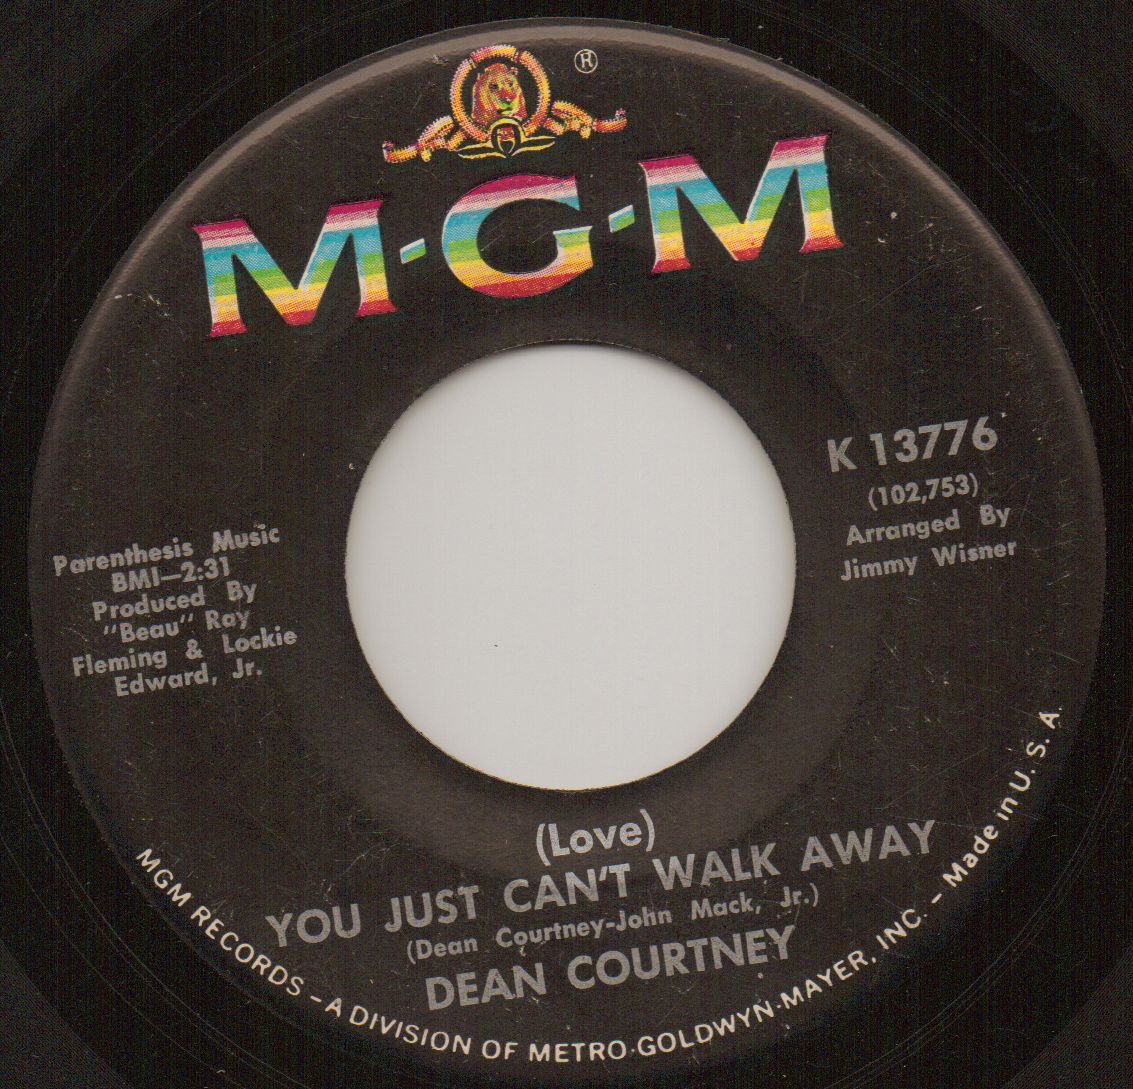 ®
M-G-M
K 13776
(102,753)
Arranged By
Jimmy Wisner
Parenthesis Music
BMI—2:31
Produced By
"Beau" Ray
Fleming & Lockie
Edward, Jr.
(Love)
YOU JUST CAN'T WALK AWAY
(Dean Courtney-John Mack, Jr.)
DEAN COURTNEY
MGM RECORDS – A DIVISION OF METRO-GOLDWYN-MAYER, INC. – Made in U. S. A.